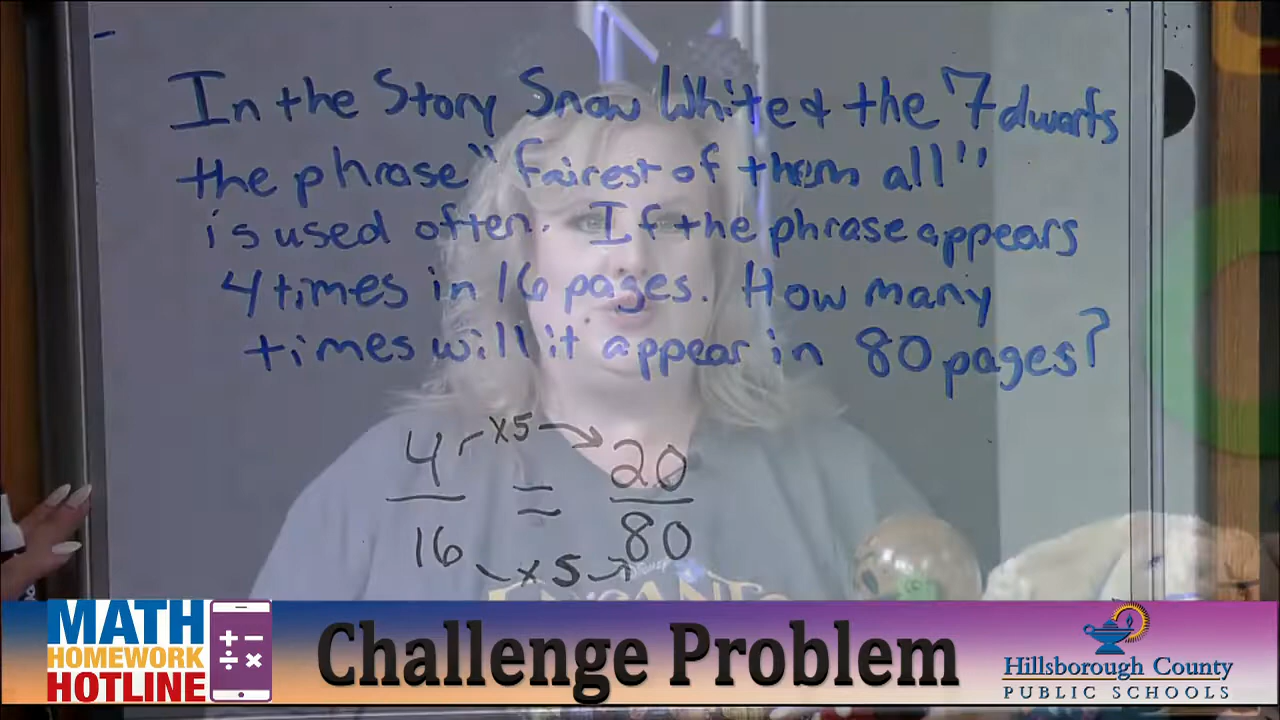 In the Story Snow White & the 7 dwarfs
the phrase "fairest of them all"
is used often. If the phrase appears
4 times in 16 pages. How many
times will it appear in 80 pages?
4 x5 20
=
16 x5 80
MATH
HOMEWORK
HOTLINE
+ −
÷ ×
Challenge Problem
Hillsborough County
PUBLIC SCHOOLS